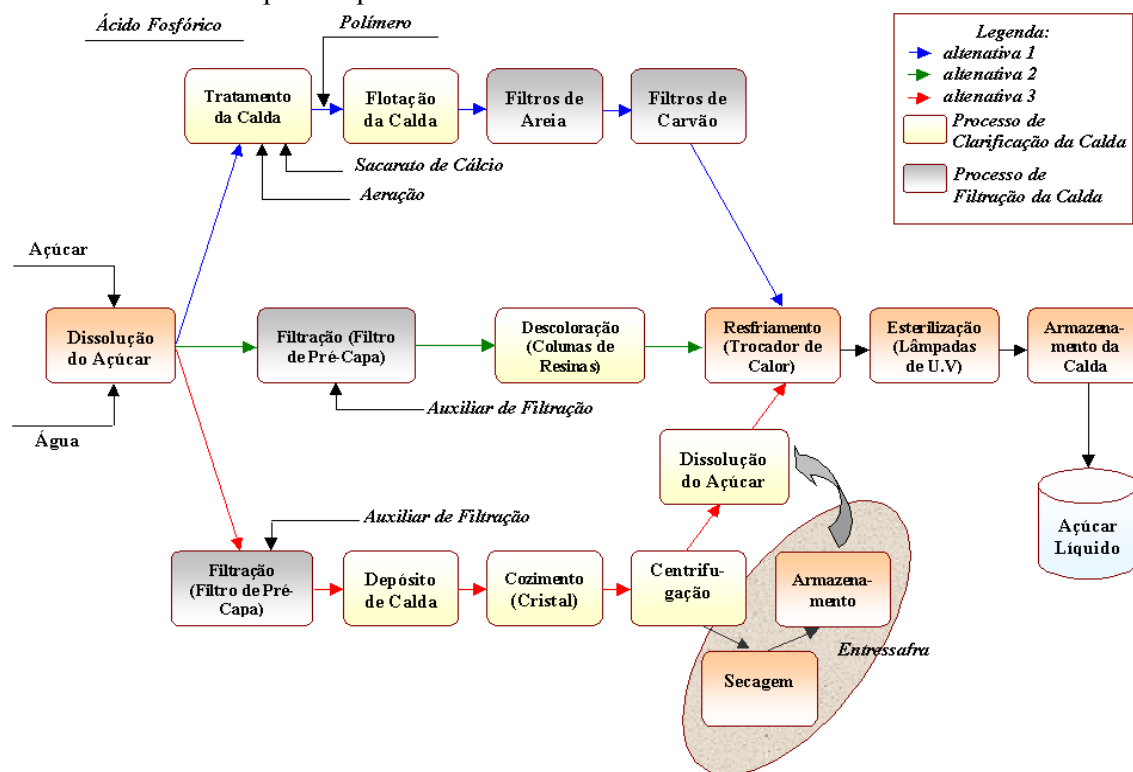 Ácido Fosfórico
Polímero
Tratamento
da Calda
Flotação
da Calda
Filtros de
Areia
Filtros de
Carvão
Sacarato de Cálcio
Aeração
Legenda:
alternativa 1
alternativa 2
alternativa 3
Processo de
Clarificação da Calda
Processo de
Filtração da Calda
Açúcar
Dissolução
do Açúcar
Água
Filtração (Filtro
de Pré-Capa)
Auxiliar de Filtração
Descoloração
(Colunas de
Resinas)
Resfriamento
(Trocador de
Calor)
Esterilização
(Lâmpadas
de U.V)
Armazena-
mento da
Calda
Açúcar
Líquido
Dissolução
do Açúcar
Auxiliar de Filtração
Filtração
(Filtro de Pré-
Capa)
Depósito
de Calda
Cozimento
(Cristal)
Centrifu-
gação
Armazena-
mento
Entressafra
Secagem